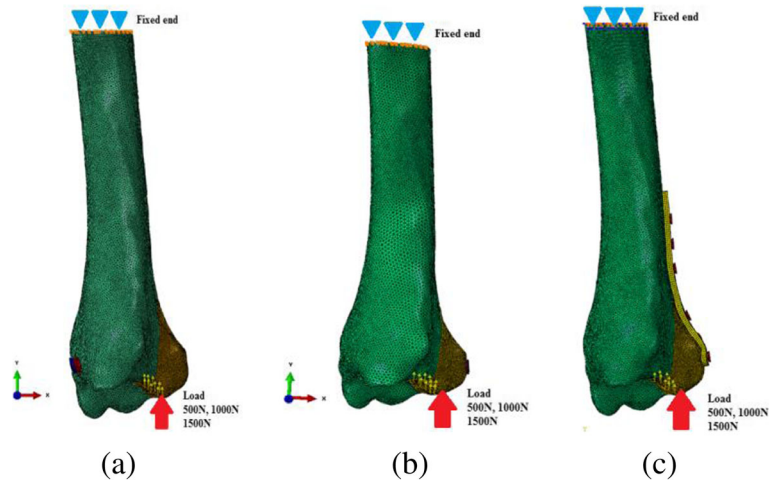 Fixed end
Fixed end
Fixed end
Y
X
Load
500N, 1000N
1500N
Y
X
Load
500N, 1000N
1500N
Y
X
Load
500N, 1000N
1500N
(a)
(b)
(c)